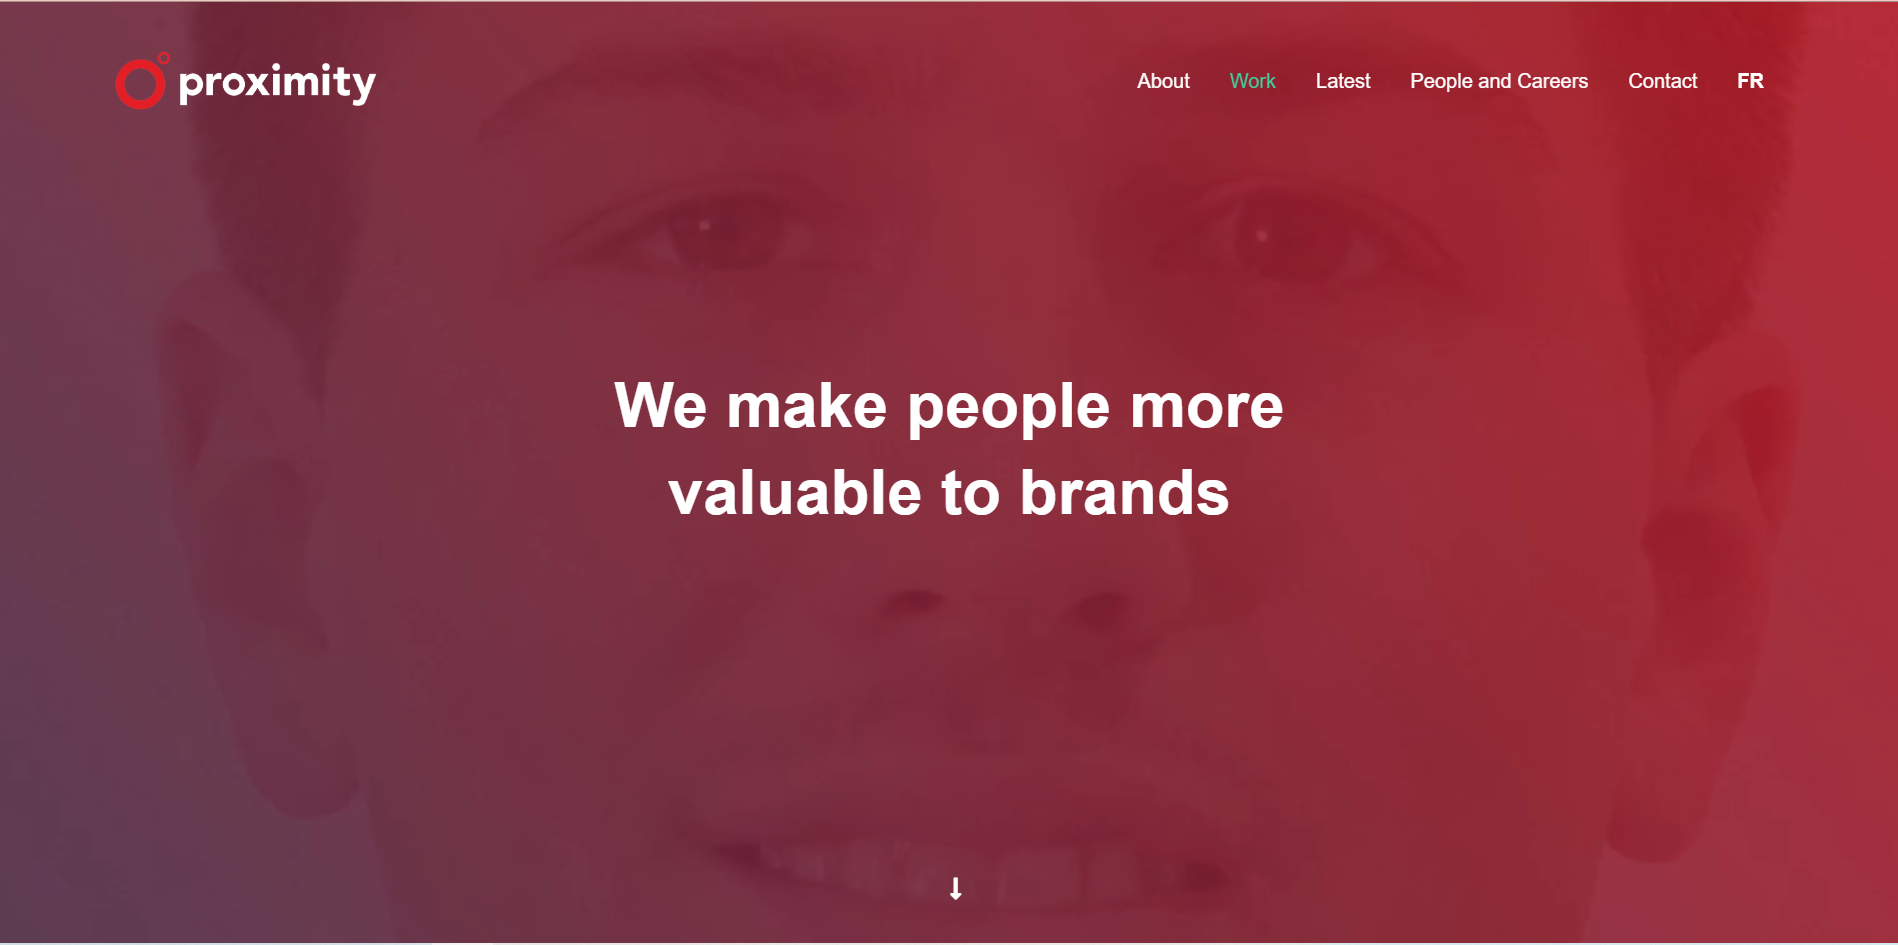 proximity
About Work Latest People and Careers Contact FR
We make people more
valuable to brands